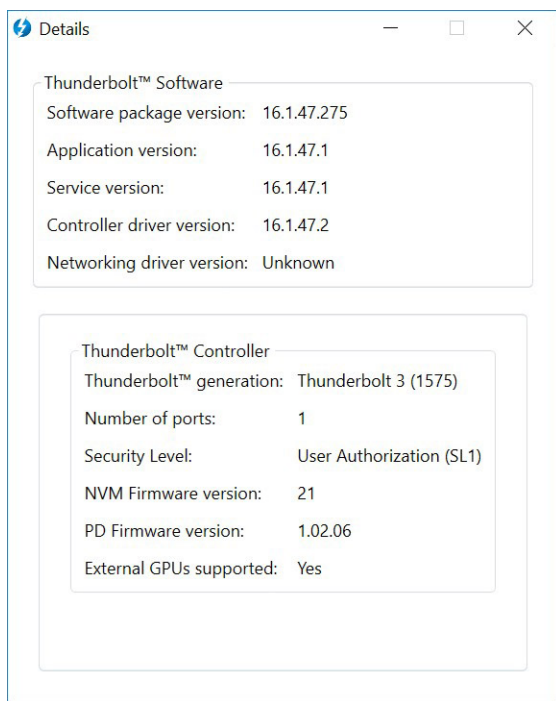 Details
Thunderbolt™ Software
Software package version: 16.1.47.275
Application version: 16.1.47.1
Service version: 16.1.47.1
Controller driver version: 16.1.47.2
Networking driver version: Unknown
Thunderbolt™ Controller
Thunderbolt™ generation: Thunderbolt 3 (1575)
Number of ports: 1
Security Level: User Authorization (SL1)
NVM Firmware version: 21
PD Firmware version: 1.02.06
External GPUs supported: Yes